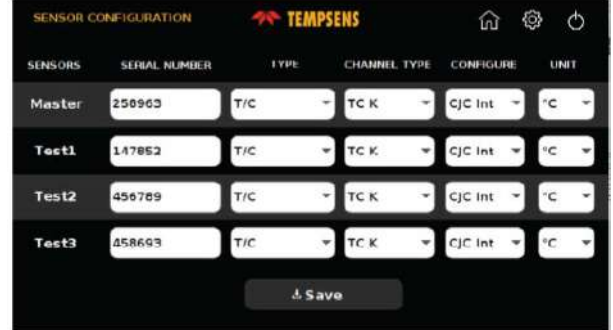 SENSOR CONFIGURATION TEMPSENS
SENSORS SERIAL NUMBER TYPE CHANNEL TYPE CONFIGURE UNIT
Master 258963 T/C TC K CJC Int °C
Test1 147852 T/C TC K CJC Int °C
Test2 456789 T/C TC K CJC Int °C
Test3 458693 T/C TC K CJC Int °C
Save